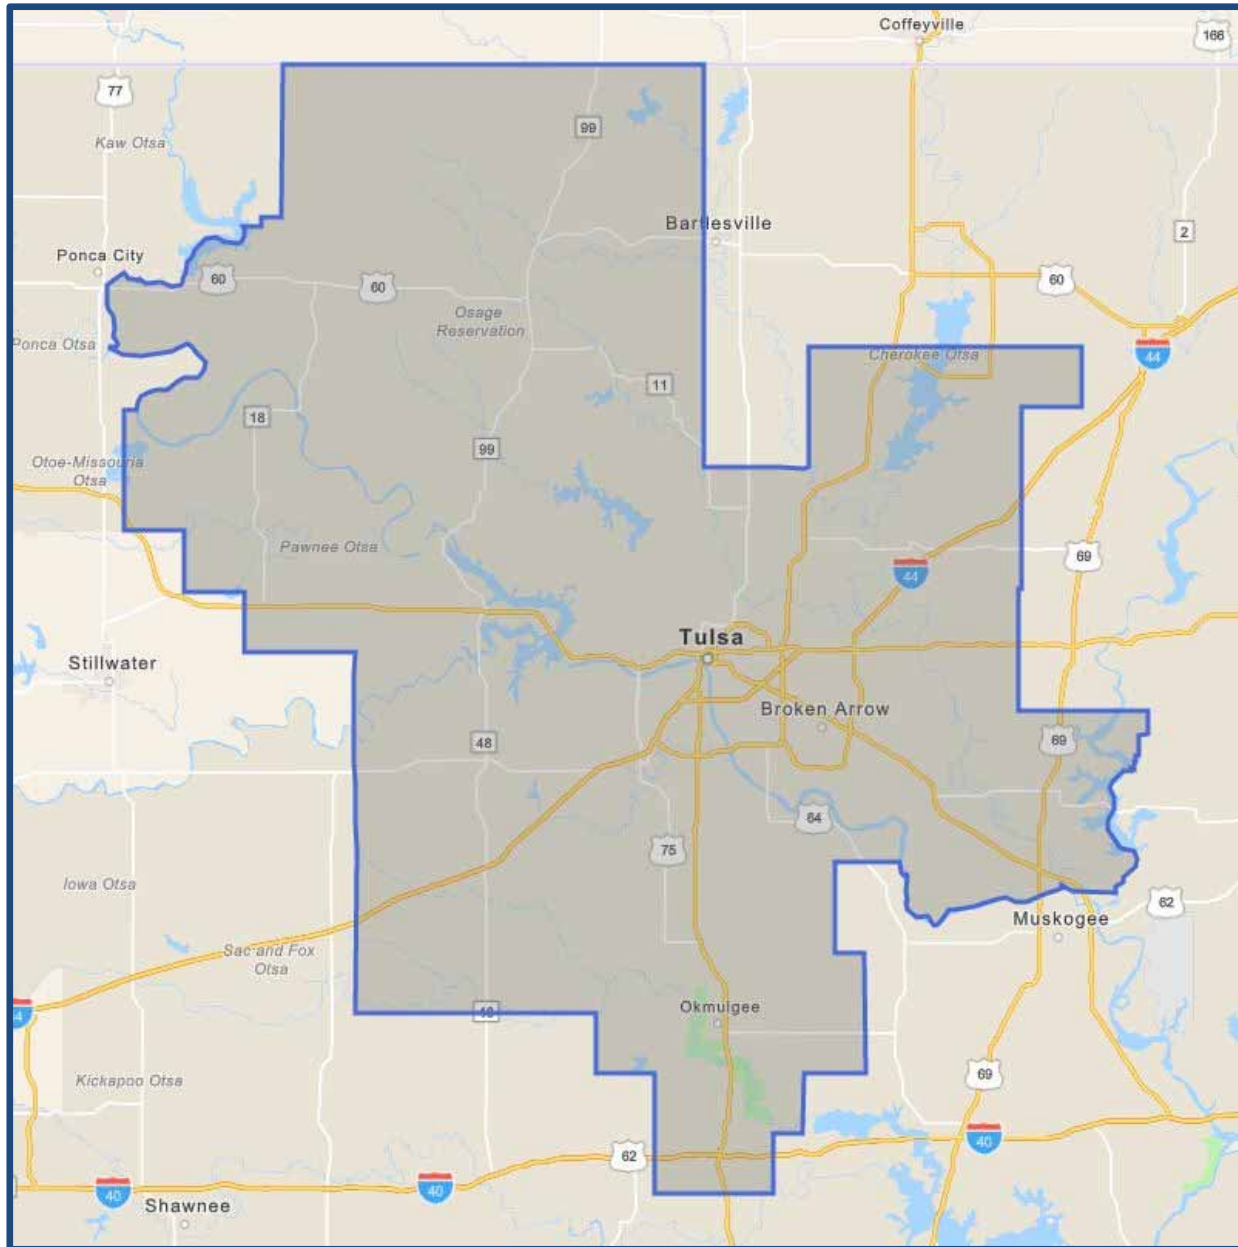 Coffeyville
166
77
99
Kaw Otsa
Bartlesville
2
Ponca City
60
60
60
Osage
Reservation
Ponca Otsa
Cherokee Otsa
44
11
18
99
Otoe-Missouria
Otsa
Pawnee Otsa
69
44
Tulsa
Stillwater
Broken Arrow
48
69
64
75
Iowa Otsa
62
Muskogee
Sac and Fox
Otsa
Okmulgee
Kickapoo Otsa
69
40
62
40
40
Shawnee